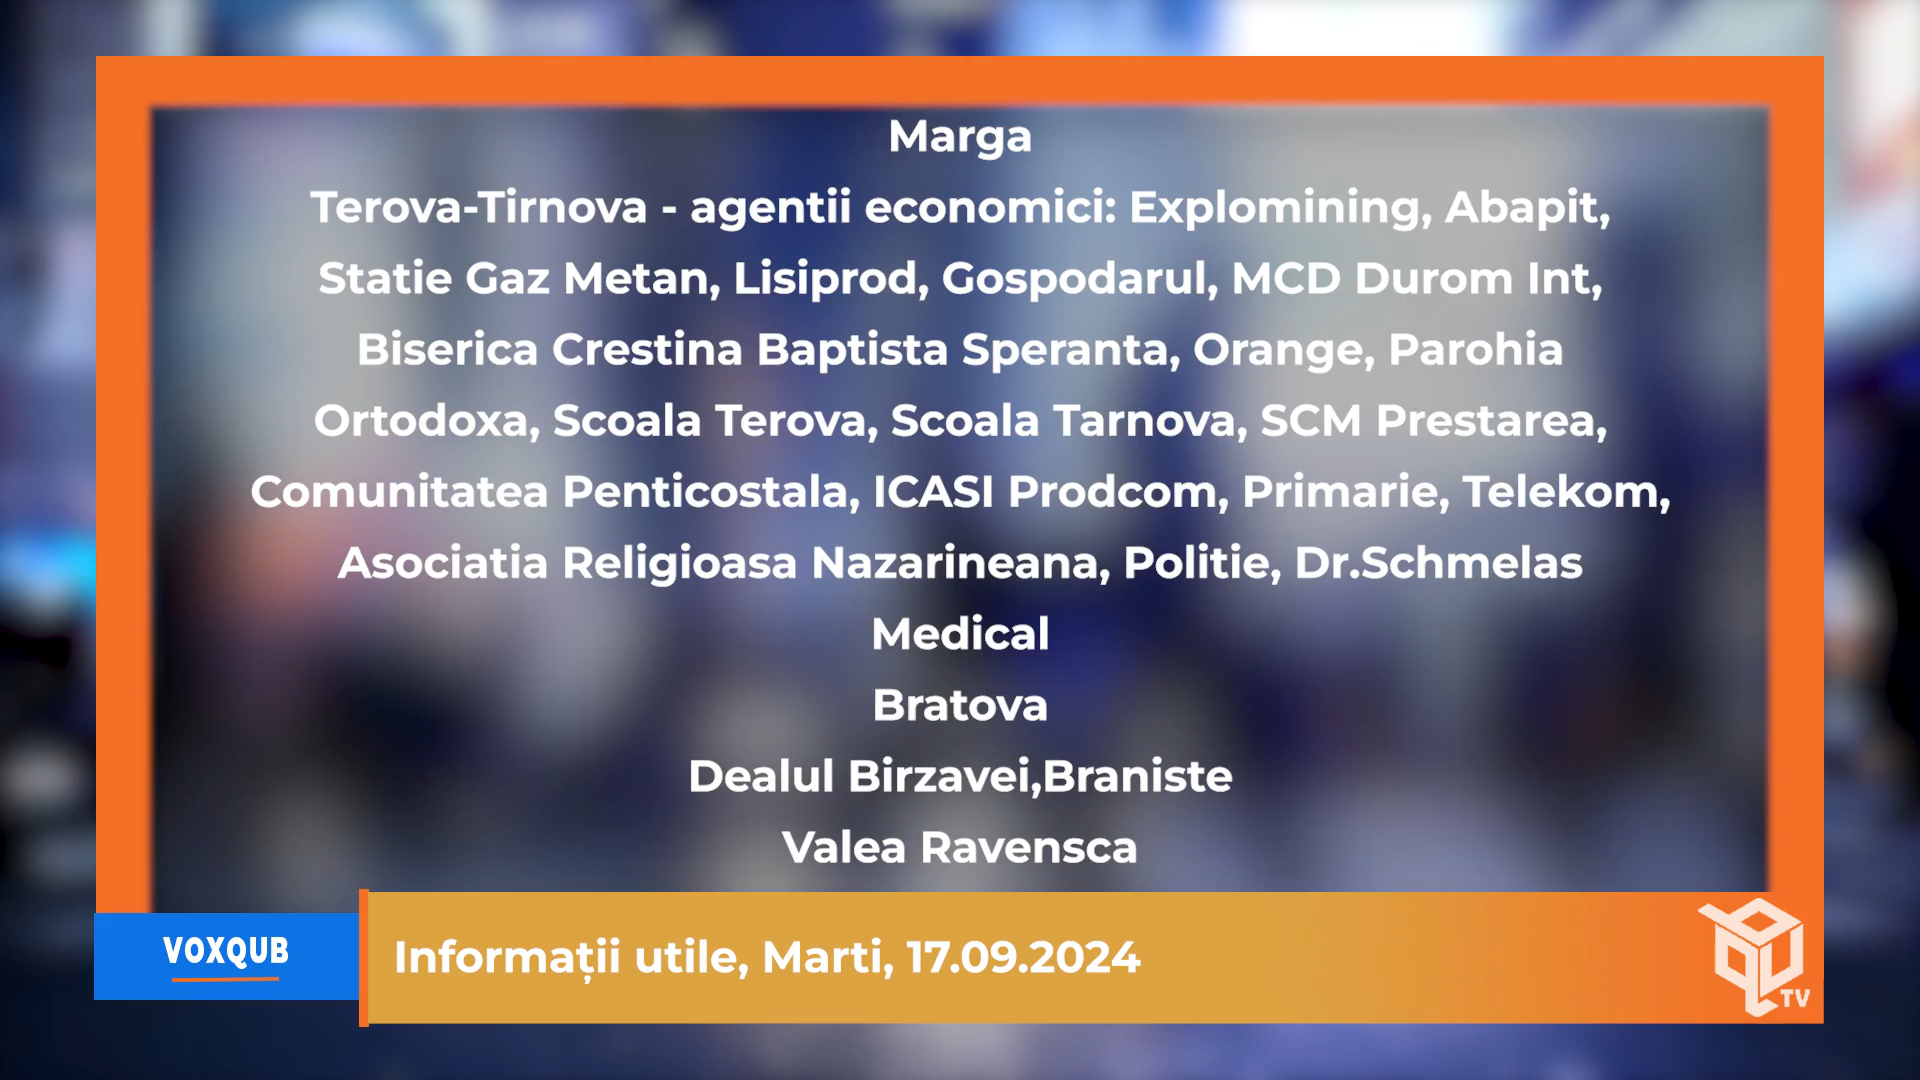 Marga
Terova-Tirnova - agentii economici: Explomining, Abapit,
Statie Gaz Metan, Lisiprod, Gospodarul, MCD Durom Int,
Biserica Crestina Baptista Speranta, Orange, Parohia
Ortodoxa, Scoala Terova, Scoala Tarnova, SCM Prestarea,
Comunitatea Penticostala, ICASI Prodcom, Primarie, Telekom,
Asociatia Religioasa Nazarineana, Politie, Dr.Schmelas
Medical
Bratova
Dealul Birzavei,Braniste
Valea Ravensca
VOXQUB
Informații utile, Marti, 17.09.2024
TV